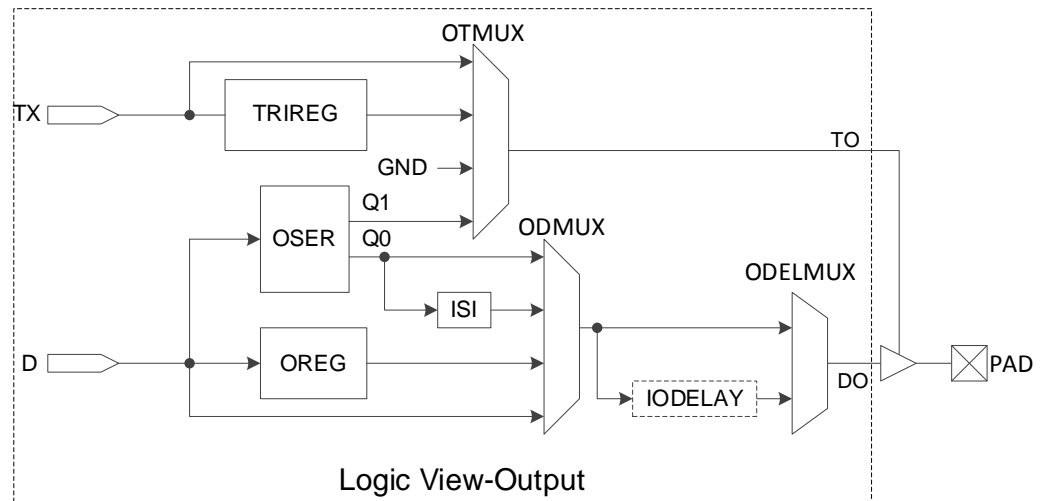 OTMUX
TX
TRIREG
TO
GND
Q1
OSER
Q0
ODMUX
ODELMUX
ISI
D
OREG
DO
PAD
IODELAY
Logic View-Output